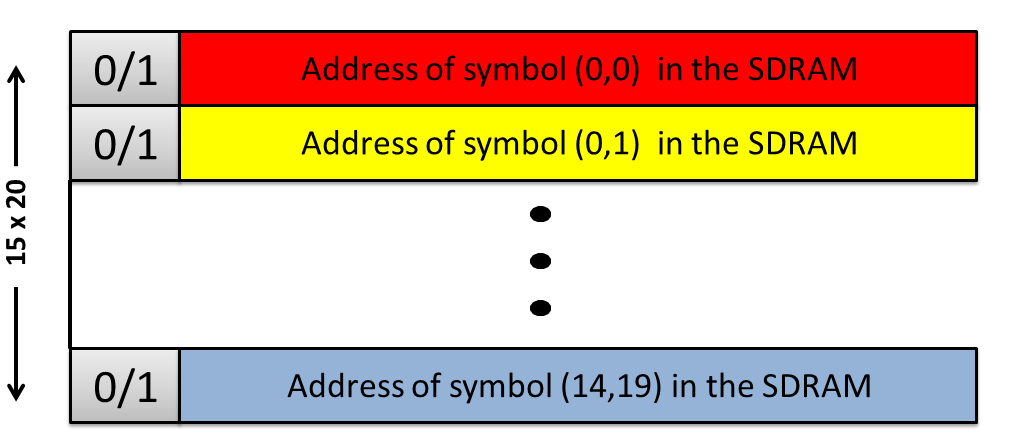 0/1 Address of symbol (0,0) in the SDRAM
0/1 Address of symbol (0,1) in the SDRAM
15 x 20
0/1 Address of symbol (14,19) in the SDRAM